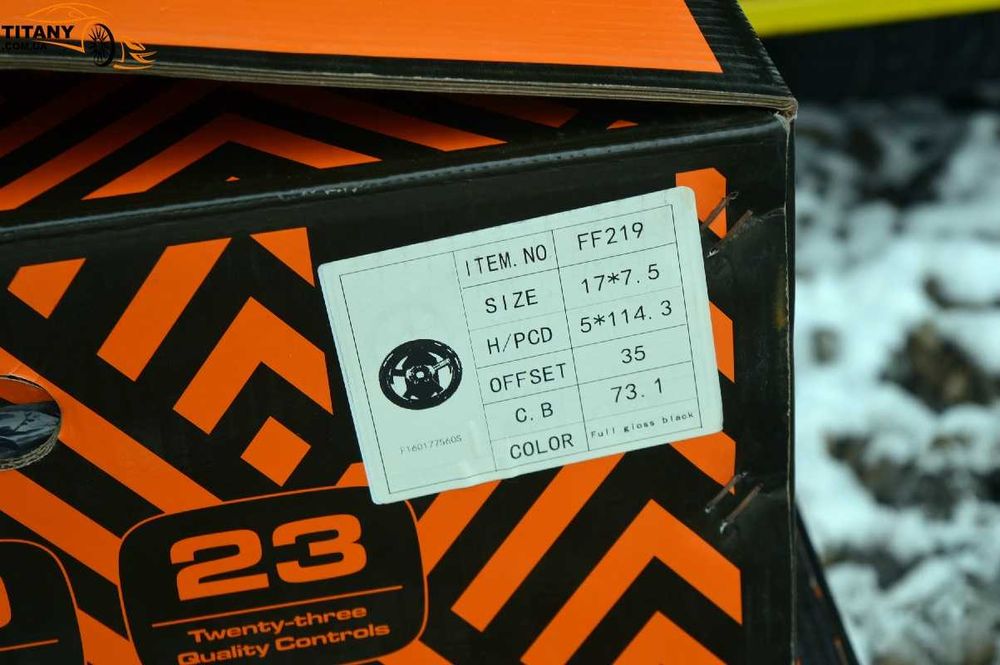 TITANY
.COM.UA
ITEM.NO FF219
SIZE 17*7.5
H/PCD 5*114.3
OFFSET 35
C.B 73.1
COLOR Full gloss black
F1601775605
23
Twenty-three
Quality Controls